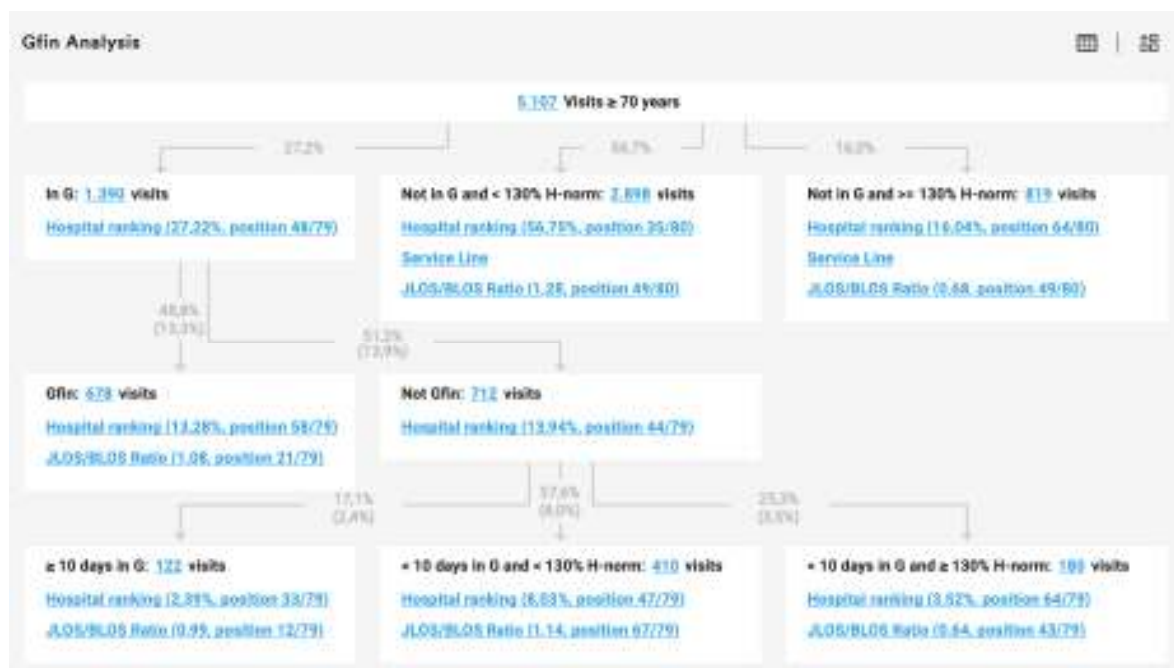 Gfin Analysis
5.107 Visits ≥ 70 years
27,2%
56,7%
16,0%
In G: 1.390 visits
Hospital ranking (27,22%, position 48/79)
Not in G and < 130% H-norm: 2.898 visits
Hospital ranking (56,75%, position 35/80)
Service Line
JLOS/BLOS Ratio (1,28, position 49/80)
Not in G and >= 130% H-norm: 819 visits
Hospital ranking (16,04%, position 64/80)
Service Line
JLOS/BLOS Ratio (0,68, position 49/80)
48,8%
(13,3%)
51,2%
(13,9%)
Gfin: 678 visits
Hospital ranking (13,28%, position 58/79)
JLOS/BLOS Ratio (1,08, position 21/79)
Not Gfin: 712 visits
Hospital ranking (13,94%, position 44/79)
17,1%
(2,4%)
57,6%
(8,0%)
25,3%
(3,5%)
≥ 10 days in G: 122 visits
Hospital ranking (2,39%, position 33/79)
JLOS/BLOS Ratio (0,99, position 12/79)
< 10 days in G and < 130% H-norm: 410 visits
Hospital ranking (8,03%, position 47/79)
JLOS/BLOS Ratio (1,14, position 67/79)
< 10 days in G and ≥ 130% H-norm: 180 visits
Hospital ranking (3,52%, position 64/79)
JLOS/BLOS Ratio (0,64, position 43/79)